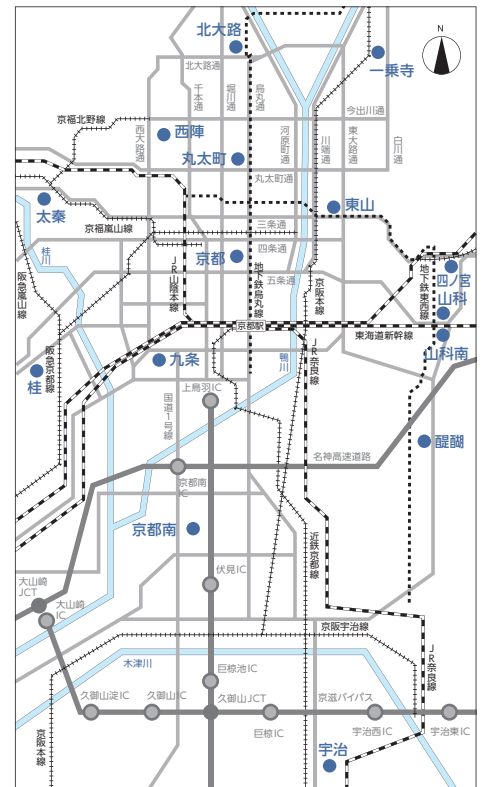 北大路
N
一乗寺
北大路通
千本通
堀川通
烏丸通
今出川通
京福北野線
西大路通
西陣
丸太町
河原町通
川端通
東大路通
白川通
丸太町通
太秦
東山
三条通
京福嵐山線
桂川
京都
四条通
五条通
JR山陰本線
地下鉄烏丸線
京阪本線
地下鉄東西線
四ノ宮
山科
阪急嵐山線
京都駅
東海道新幹線
山科南
阪急京都線
桂
九条
鴨川
JR奈良線
上鳥羽IC
国道1号線
醍醐
名神高速道路
京都南IC
京都南
近鉄京都線
伏見IC
大山崎JCT
大山崎IC
京阪宇治線
JR奈良線
木津川
巨椋池IC
久御山淀IC
久御山IC
久御山JCT
京滋バイパス
巨椋IC
宇治西IC
宇治東IC
京阪本線
宇治